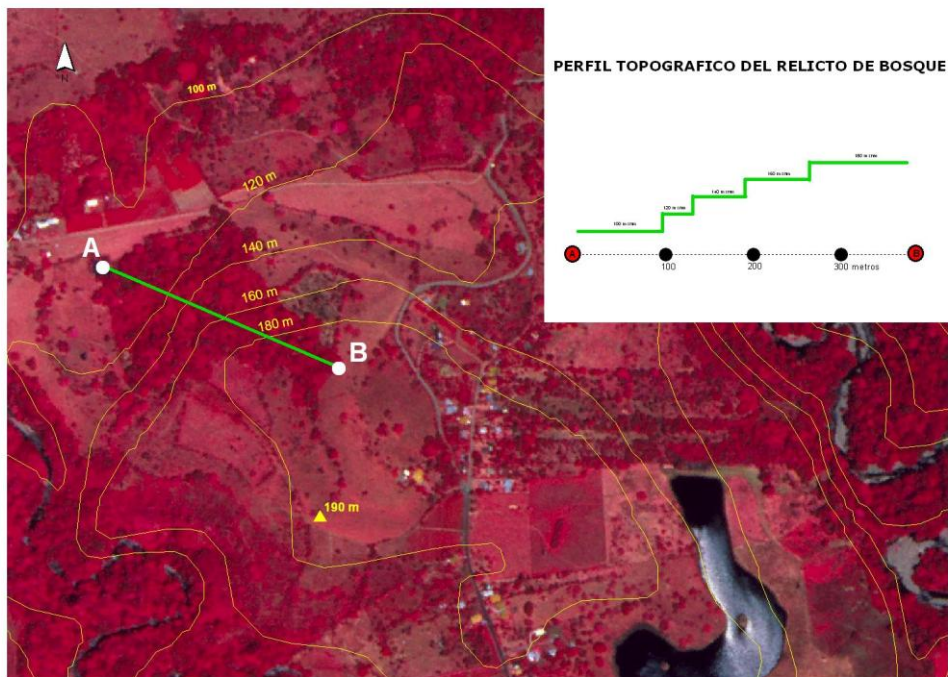 N
100 m
120 m
140 m
160 m
180 m
A
B
190 m
PERFIL TOPOGRAFICO DEL RELICTO DE BOSQUE
A
100
200
300 metros
B